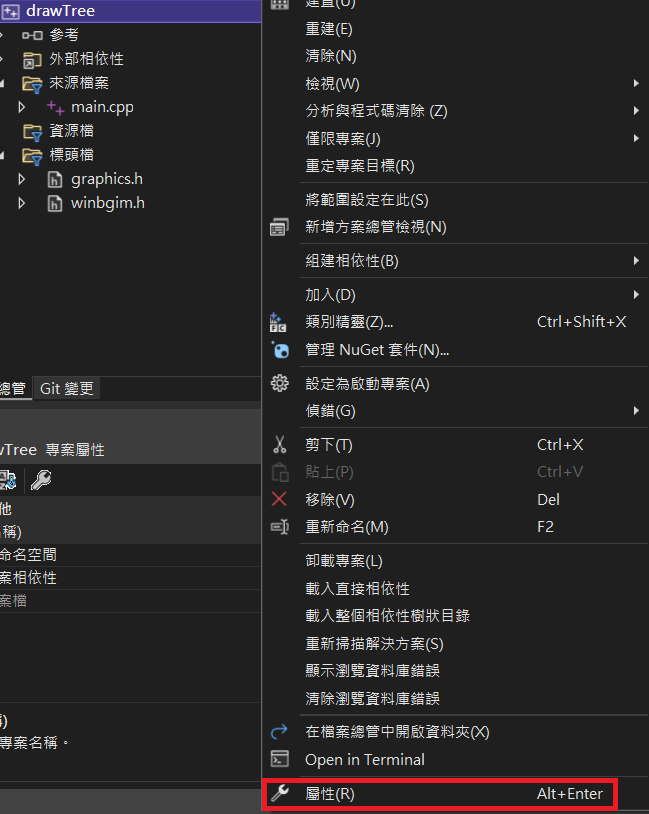 drawTree
參考
外部相依性
來源檔案
main.cpp
資源檔
標頭檔
graphics.h
winbgim.h
總管
Git 變更
wTree 專案屬性
他
稱)
命名空間
案相依性
案檔
專案名稱。
建置(U)
重建(E)
清除(N)
檢視(W)
分析與程式碼清除 (Z)
僅限專案(J)
重定專案目標(R)
將範圍設定在此(S)
新增方案總管檢視(N)
組建相依性(B)
加入(D)
類別精靈(Z)... Ctrl+Shift+X
管理 NuGet 套件(N)...
設定為啟動專案(A)
偵錯(G)
剪下(T) Ctrl+X
貼上(P) Ctrl+V
移除(V) Del
重新命名(M) F2
卸載專案(L)
載入直接相依性
載入整個相依性樹狀目錄
重新掃描解決方案(S)
顯示瀏覽資料庫錯誤
清除瀏覽資料庫錯誤
在檔案總管中開啟資料夾(X)
Open in Terminal
屬性(R) Alt+Enter